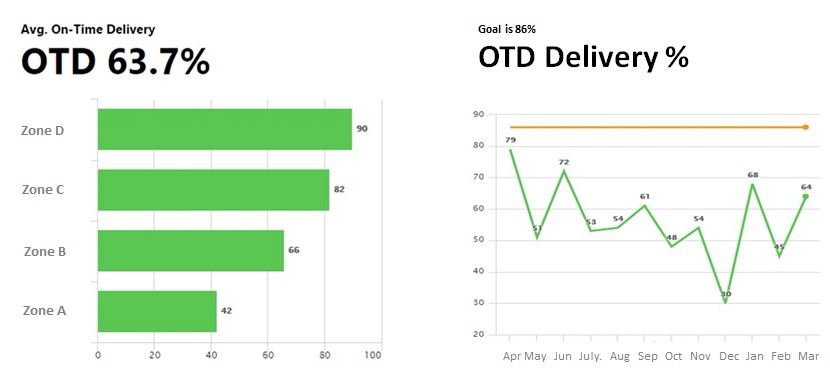 Avg. On-Time Delivery
OTD 63.7%
Zone D
90
Zone C
82
Zone B
66
Zone A
42
0 20 40 60 80 100
Goal is 86%
OTD Delivery %
90
80
70
60
50
40
30
20
79
51
72
53
54
61
48
54
30
68
45
64
Apr May Jun July. Aug Sep Oct Nov Dec Jan Feb Mar